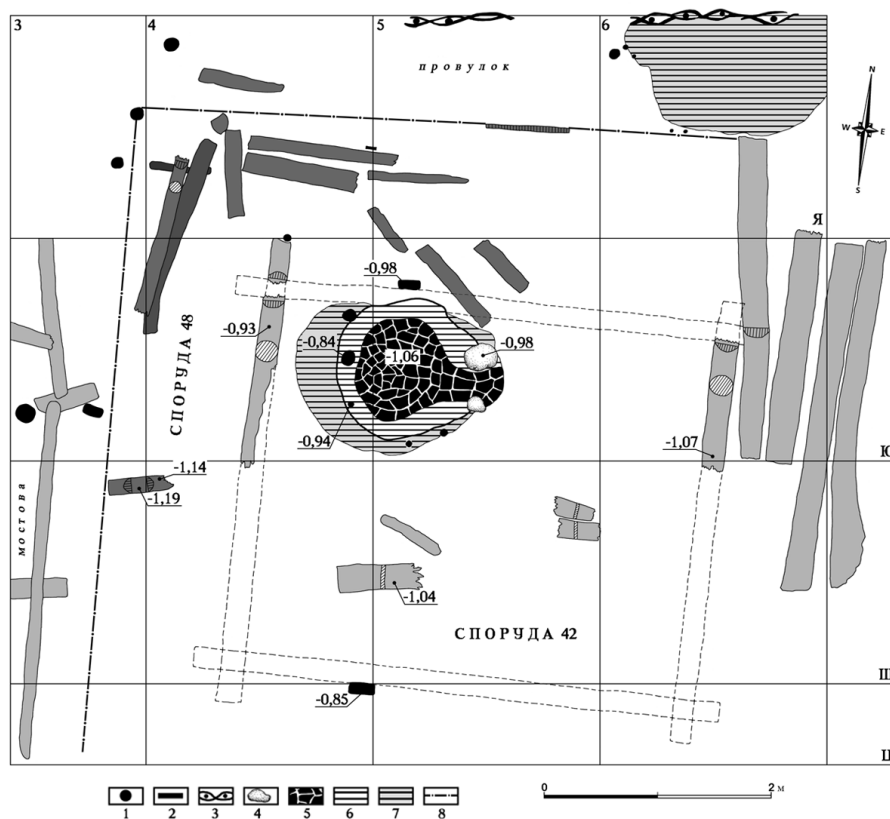 3 4 5 6
провулок
N
W E
S
Я
-0,98
СПОРУДА 48
-0,93
-0,84
-1,06
-0,98
-0,94
-1,07
Ю
-1,14
-1,19
мостова
-1,04
СПОРУДА 42
Ш
-0,85
Ц
0 2 м
1 2 3 4 5 6 7 8